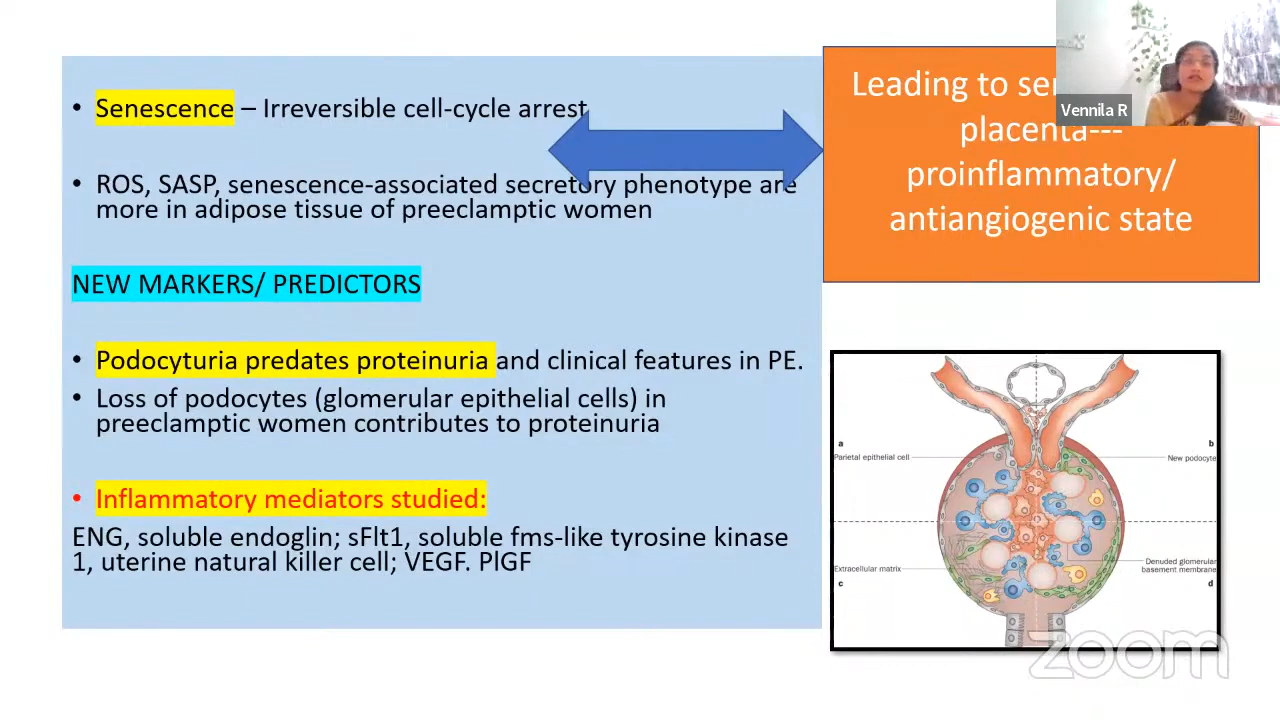 • Senescence – Irreversible cell-cycle arrest
• ROS, SASP, senescence-associated secretory phenotype are
more in adipose tissue of preeclamptic women
NEW MARKERS/ PREDICTORS
• Podocyturia predates proteinuria and clinical features in PE.
• Loss of podocytes (glomerular epithelial cells) in
preeclamptic women contributes to proteinuria
• Inflammatory mediators studied:
ENG, soluble endoglin; sFlt1, soluble fms-like tyrosine kinase
1, uterine natural killer cell; VEGF. PlGF
Leading to
placenta---
proinflammatory/
antiangiogenic state
Vennila R
a
b
Parietal epithelial cell
New podocyte
Extracellular matrix
Denuded glomerular
basement membrane
c
d
zoom